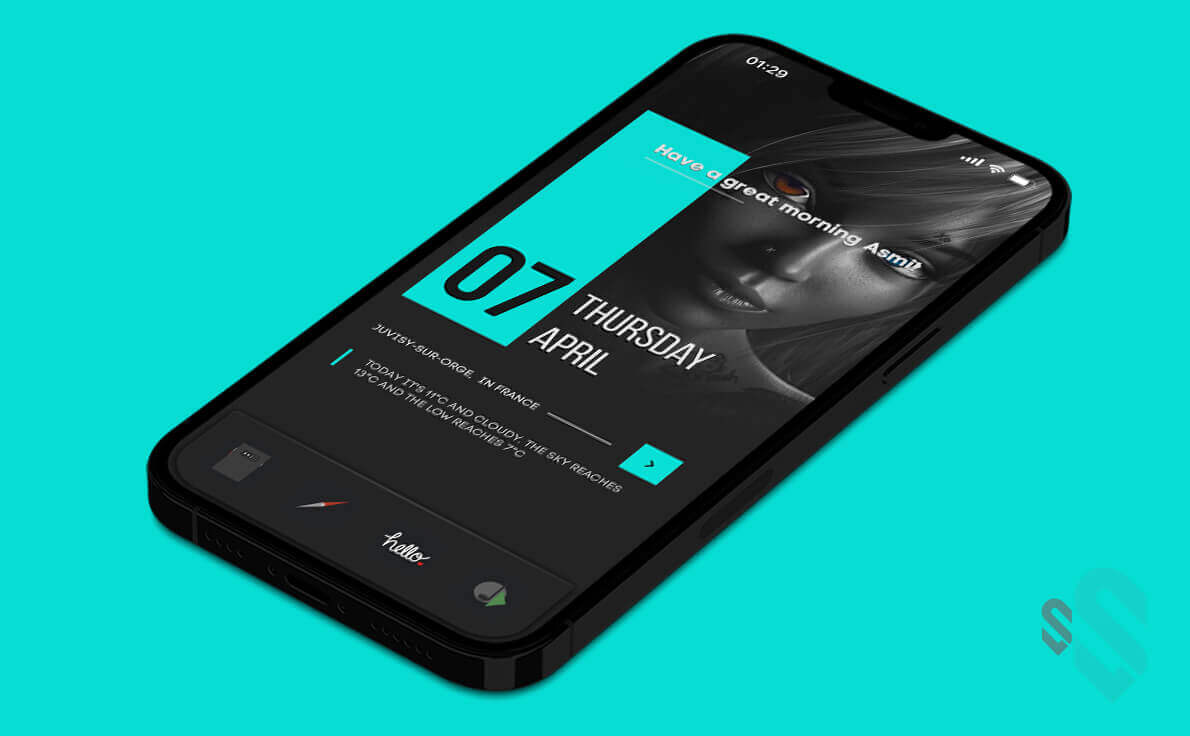 01:29
Have a great morning Asmit
07
THURSDAY
APRIL
JUVISY-SUR-ORGE, IN FRANCE
TODAY IT'S 11°C AND CLOUDY, THE SKY REACHES
13°C AND THE LOW REACHES 7°C
hello.